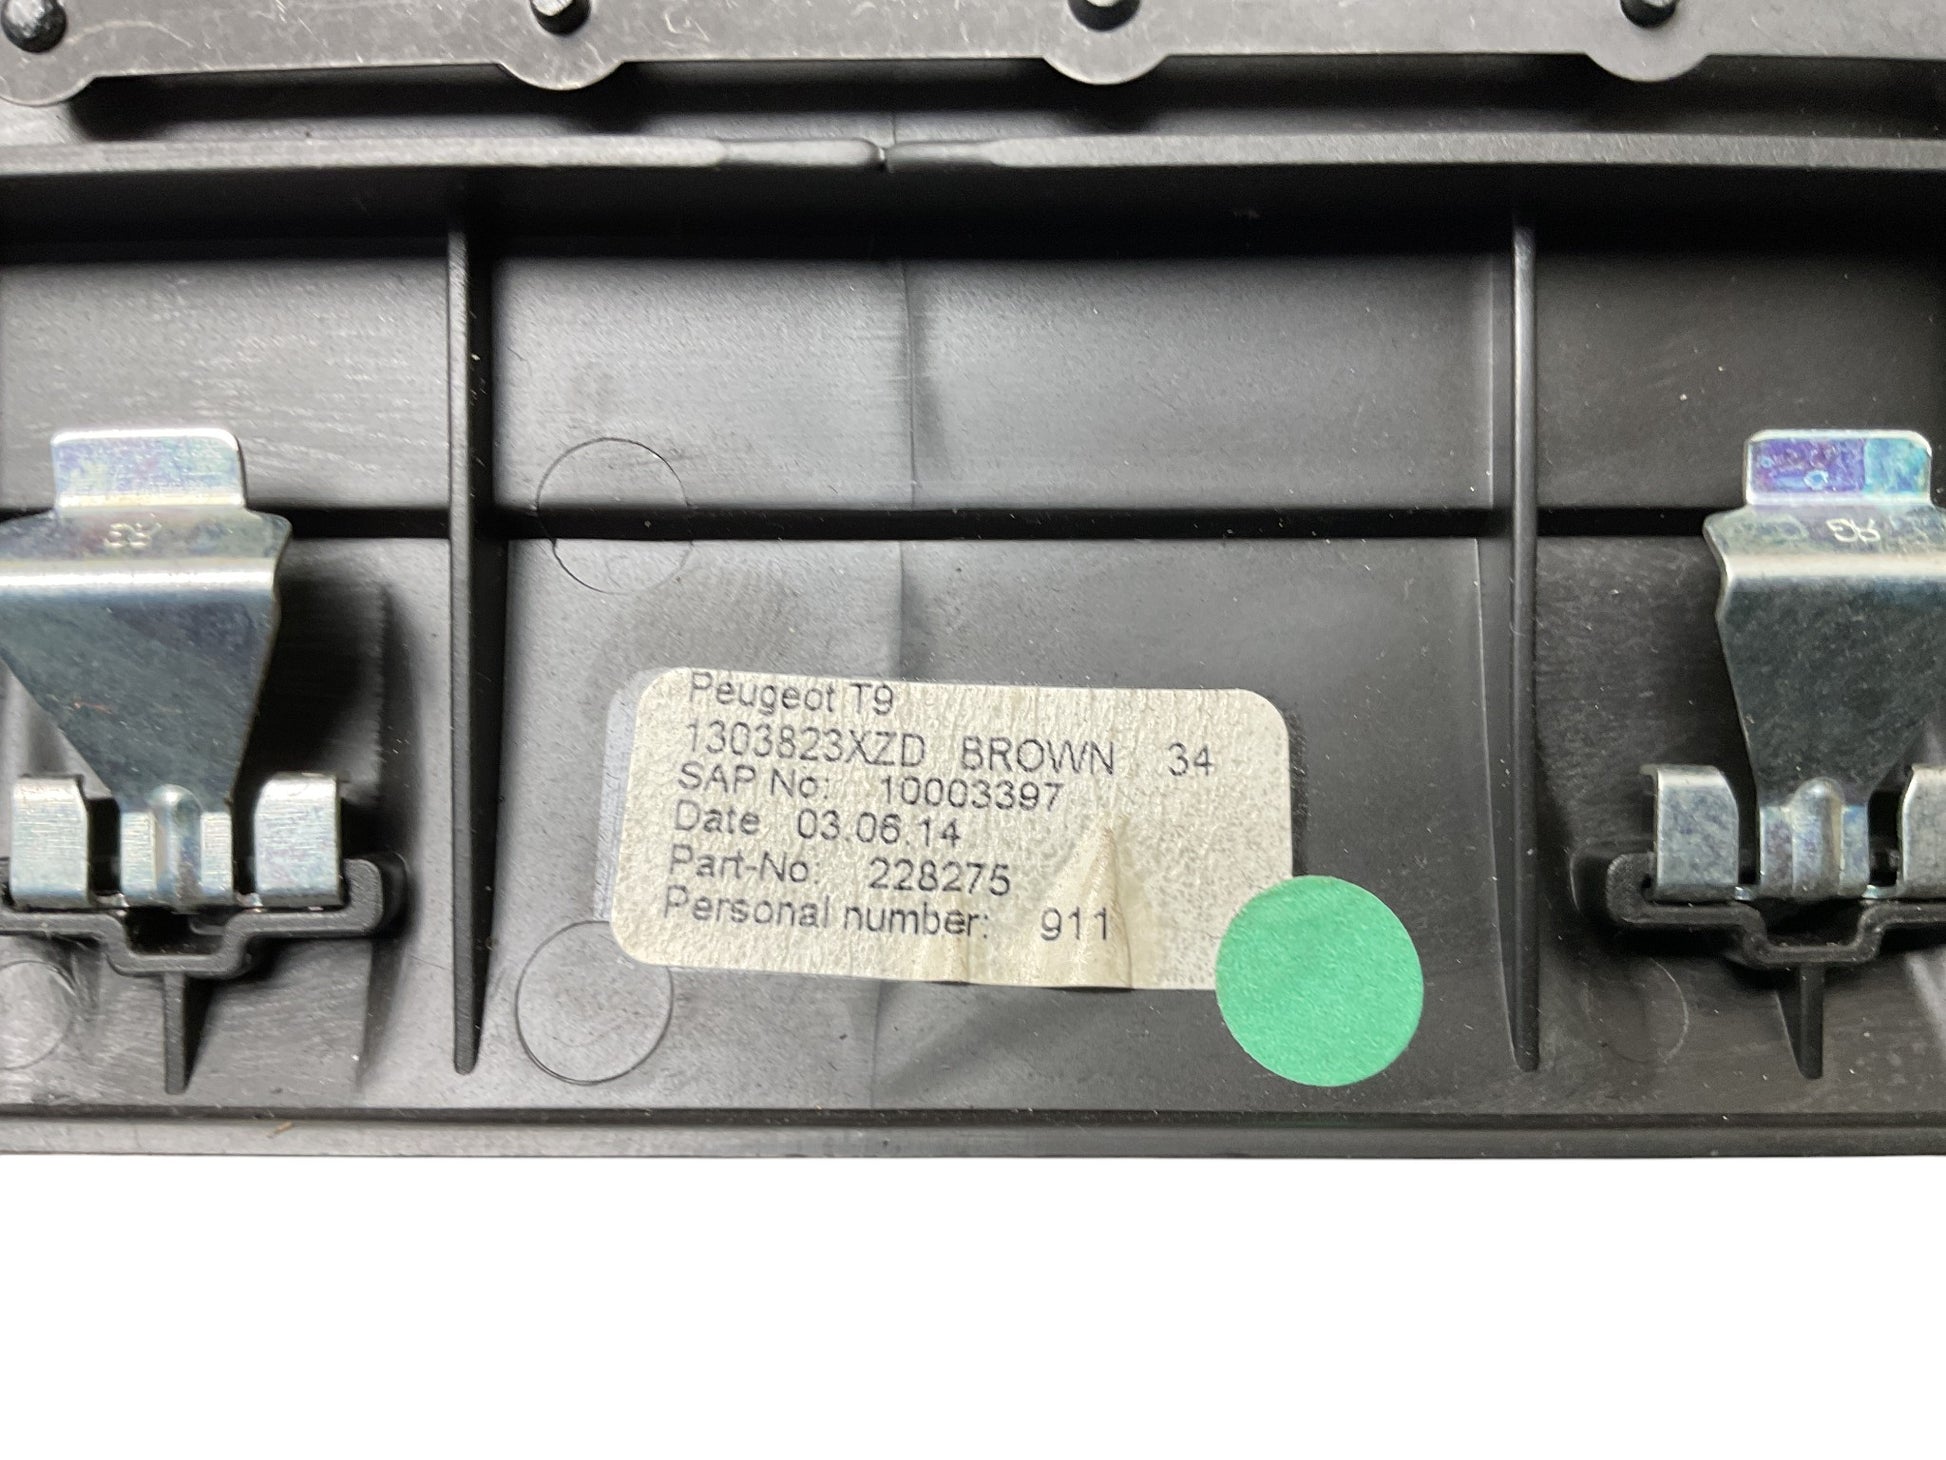 Peugeot T9
1303823XZD BROWN 34
SAP No: 10003397
Date 03.06.14
Part-No: 228275
Personal number: 911